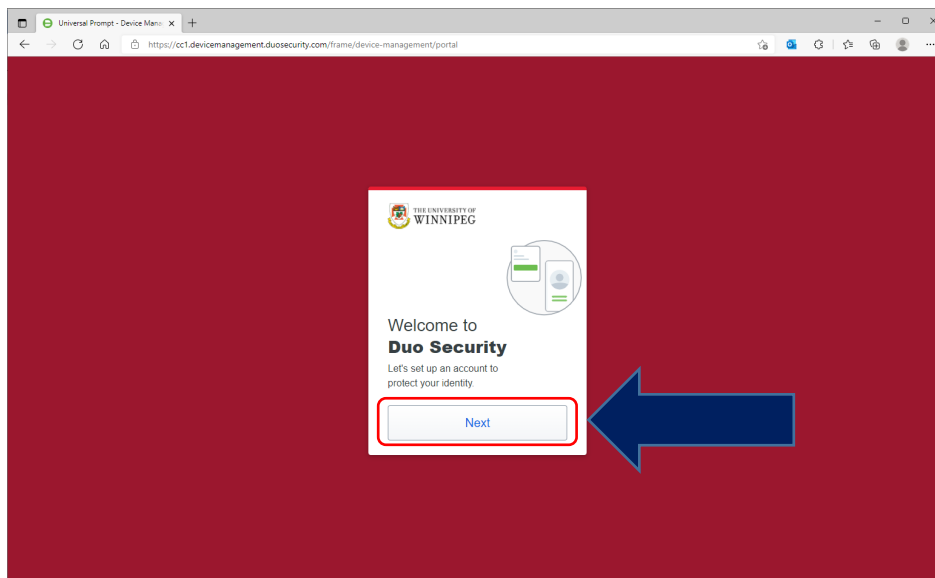 Universal Prompt - Device Mana
https://cc1.devicemanagement.duosecurity.com/frame/device-management/portal
THE UNIVERSITY OF
WINNIPEG
Welcome to
Duo Security
Let's set up an account to
protect your identity.
Next